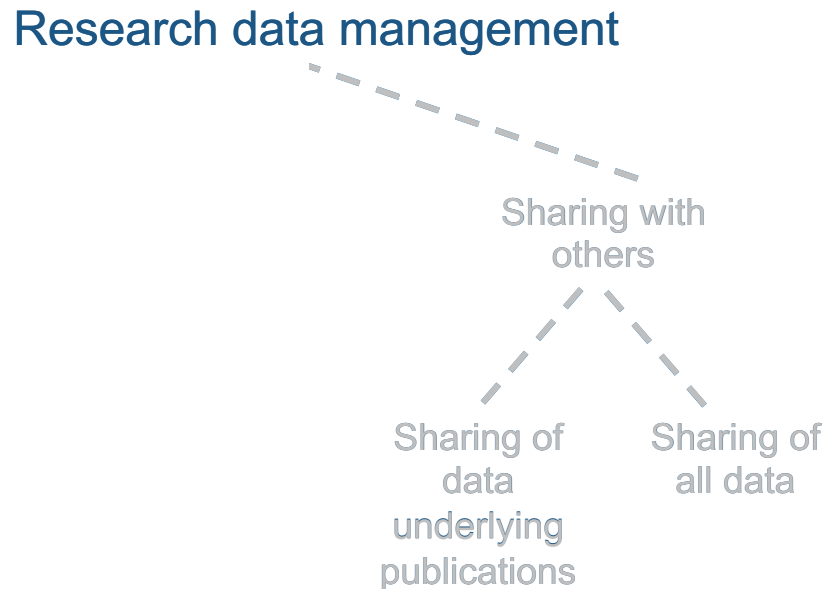 Research data management
Sharing with
others
Sharing of
data
underlying
publications
Sharing of
all data